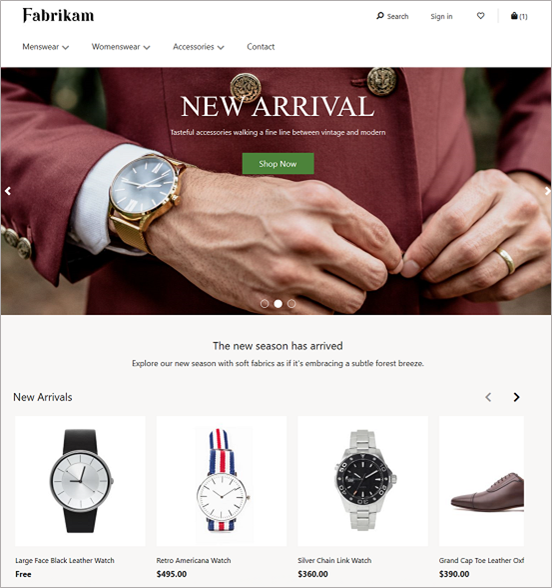 Fabrikam
Search
Sign in
(1)
Menswear
Womenswear
Accessories
Contact
NEW ARRIVAL
Tasteful accessories walking a fine line between vintage and modern
Shop Now
The new season has arrived
Explore our new season with soft fabrics as if it's embracing a subtle forest breeze.
New Arrivals
Large Face Black Leather Watch
Free
Retro Americana Watch
$495.00
Silver Chain Link Watch
$360.00
Grand Cap Toe Leather Oxf
$390.00